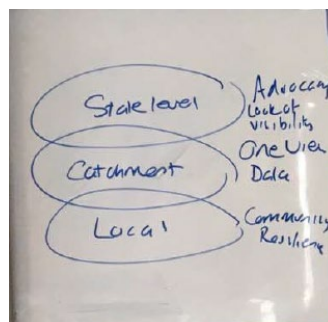 State level
Advocacy
Lack of
visibility
Catchment
One View
Data
Local
Community
Resilience